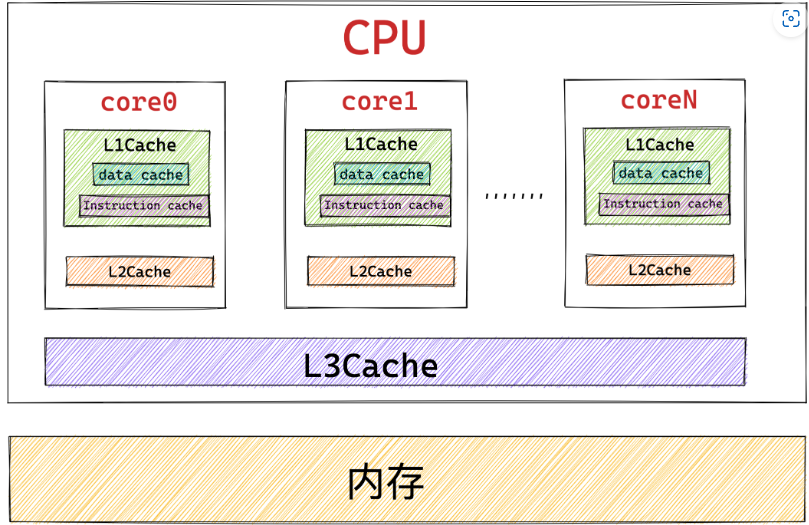 CPU
core0
L1Cache
data cache
Instruction cache
L2Cache
core1
L1Cache
data cache
Instruction cache
L2Cache
.......
coreN
L1Cache
data cache
Instruction cache
L2Cache
L3Cache
内存